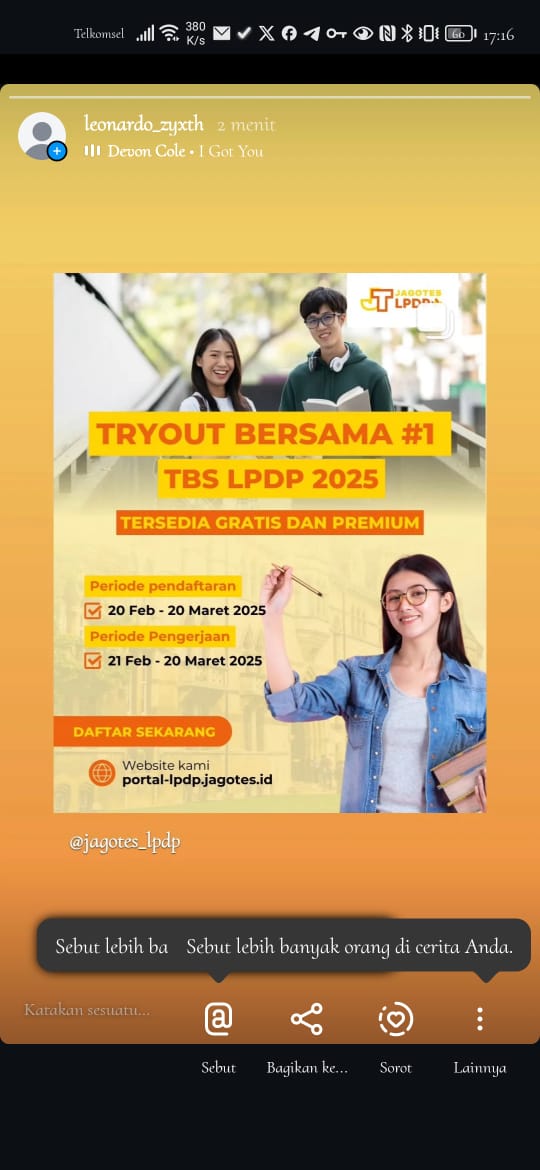 Telkomsel 380 K/s 60 17:16
leonardo_zyxth 2 menit
Devon Cole • I Got You
JAGOTES
LPDP
TRYOUT BERSAMA #1
TBS LPDP 2025
TERSEDIA GRATIS DAN PREMIUM
Periode pendaftaran
20 Feb - 20 Maret 2025
Periode Pengerjaan
21 Feb - 20 Maret 2025
DAFTAR SEKARANG
Website kami
portal-lpdp.jagotes.id
@jagotes_lpdp
Sebut lebih ba Sebut lebih banyak orang di cerita Anda.
Katakan sesuatu...
Sebut Bagikan ke... Sorot Lainnya